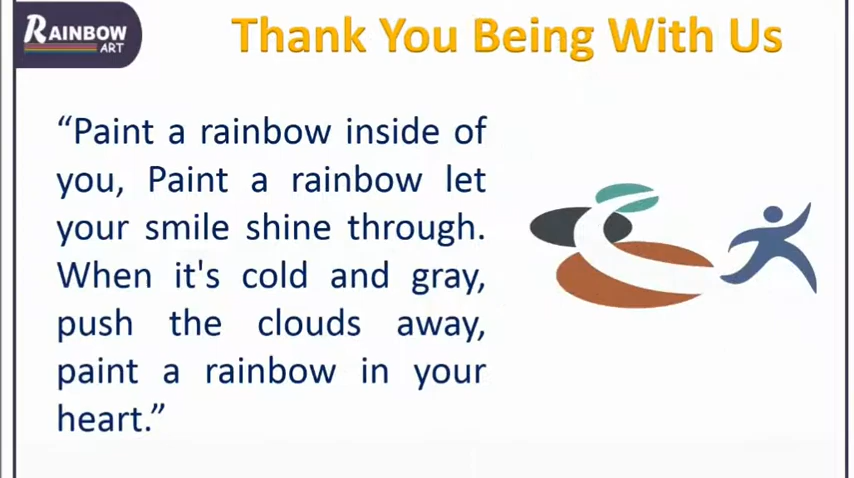 RAINBOW
ART
Thank You Being With Us
“Paint a rainbow inside of
you, Paint a rainbow let
your smile shine through.
When it's cold and gray,
push the clouds away,
paint a rainbow in your
heart.”